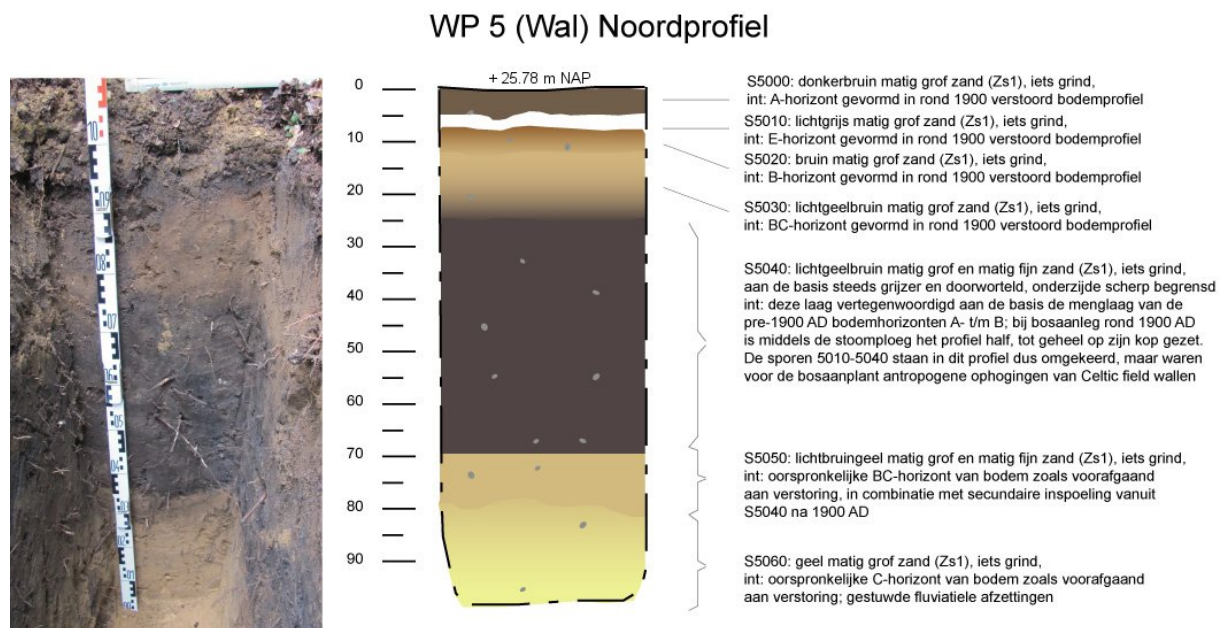 WP 5 (Wal) Noordprofiel
+ 25.78 m NAP
0
10
20
30
40
50
60
70
80
90
10
09
08
07
06
05
04
03
02
01
S5000: donkerbruin matig grof zand (Zs1), iets grind,
int: A-horizont gevormd in rond 1900 verstoord bodemprofiel
S5010: lichtgrijs matig grof zand (Zs1), iets grind,
int: E-horizont gevormd in rond 1900 verstoord bodemprofiel
S5020: bruin matig grof zand (Zs1), iets grind,
int: B-horizont gevormd in rond 1900 verstoord bodemprofiel
S5030: lichtgeelbruin matig grof zand (Zs1), iets grind,
int: BC-horizont gevormd in rond 1900 verstoord bodemprofiel
S5040: lichtgeelbruin matig grof en matig fijn zand (Zs1), iets grind,
aan de basis steeds grijzer en doorworteld, onderzijde scherp begrensd
int: deze laag vertegenwoordigd aan de basis de menglaag van de
pre-1900 AD bodemhorizonten A- t/m B; bij bosaanleg rond 1900 AD
is middels de stoomploeg het profiel half, tot geheel op zijn kop gezet.
De sporen 5010-5040 staan in dit profiel dus omgekeerd, maar waren
voor de bosaanplant antropogene ophogingen van Celtic field wallen
S5050: lichtbruingeel matig grof en matig fijn zand (Zs1), iets grind,
int: oorspronkelijke BC-horizont van bodem zoals voorafgaand
aan verstoring, in combinatie met secundaire inspoeling vanuit
S5040 na 1900 AD
S5060: geel matig grof zand (Zs1), iets grind,
int: oorspronkelijke C-horizont van bodem zoals voorafgaand
aan verstoring; gestuwde fluviatiele afzettingen